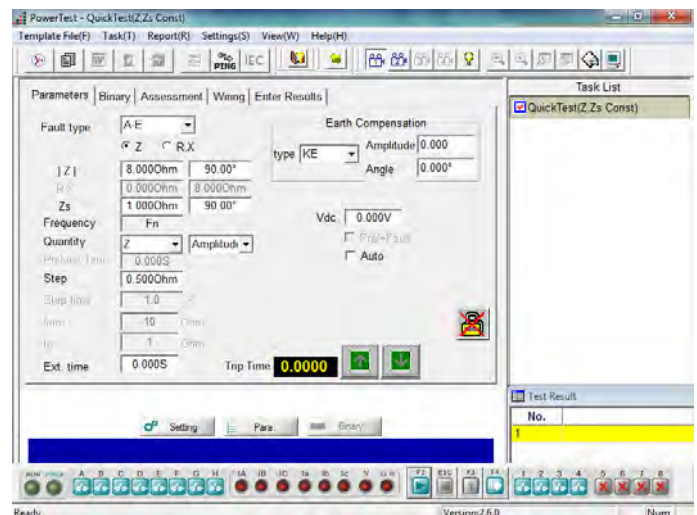 PowerTest - QuickTest(Z,Zs Const)
Template File(F) Task(T) Report(R) Settings(S) View(W) Help(H)
PING IEC
Task List
Parameters Binary Assessment Wiring Enter Results
QuickTest(Z,Zs Const)
Fault type A-E
Earth Compensation
Z R,X
type KE Amplitude 0.000
Angle 0.000°
|Z| 8.000Ohm 90.00°
R,X 0.000Ohm 8.000Ohm
Zs 1.000Ohm 90.00°
Vdc 0.000V
Frequency Fn
Quantity Z Amplitude
Auto
0.000S
Step 0.500Ohm
Step time 1.0
10 Ohm
1 Ohm
Ext. time 0.000S
Trip Time 0.0000
Test Result
No.
1
Setting Para. Binary
A B C D E F G H IA IB IC Ia Ib Ic V F2 ESC F3 F4 1 2 3 4 5 6 7 8
Ready Version:2.6.0 Num